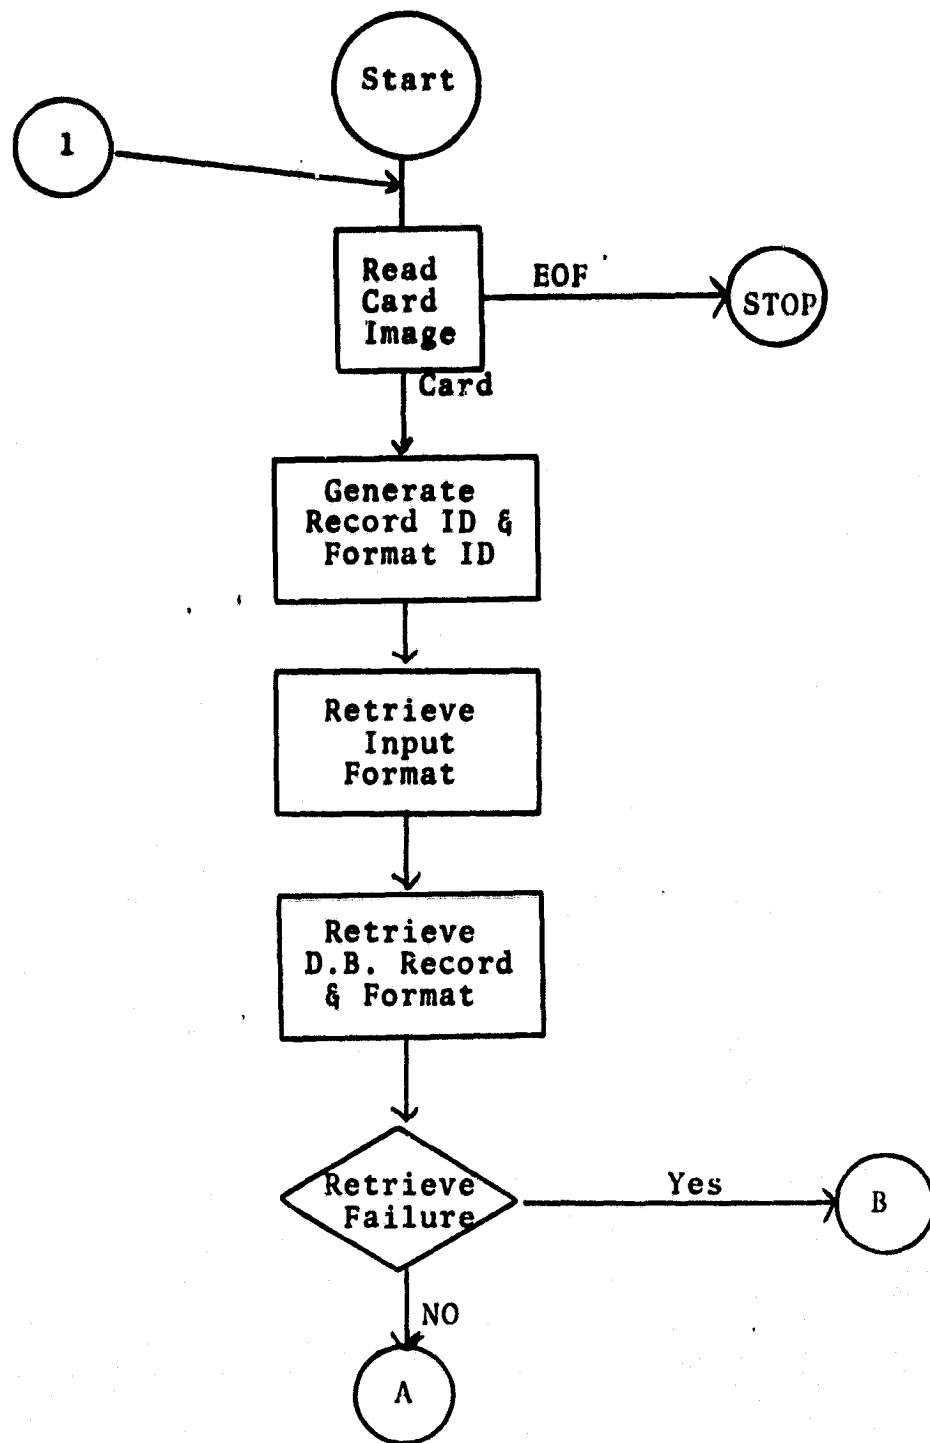 Start
1
Read
Card
Image
EOF
STOP
Card
Generate
Record ID &
Format ID
Retrieve
Input
Format
Retrieve
D.B. Record
& Format
Retrieve
Failure
Yes
B
NO
A